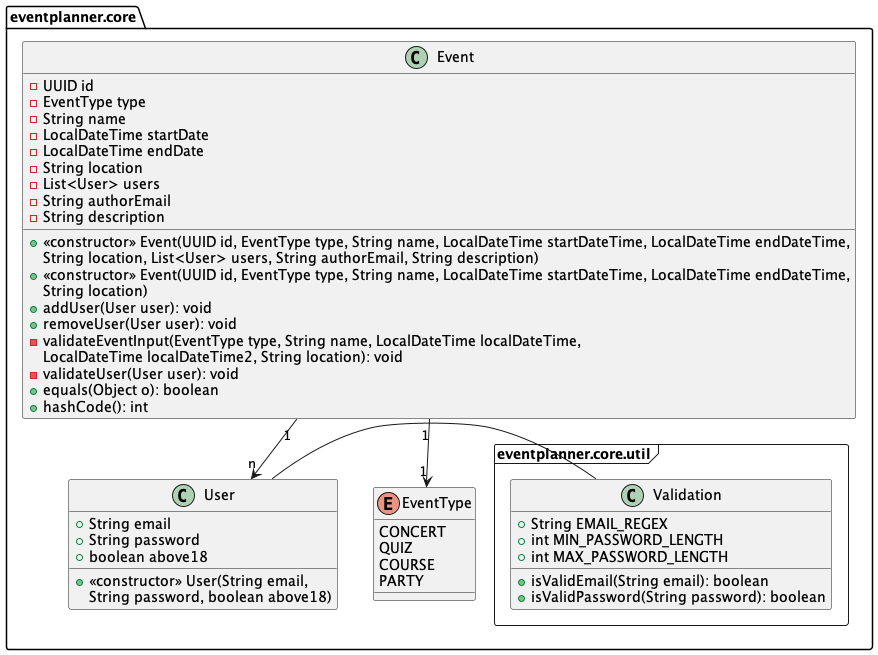 eventplanner.core
C Event
UUID id
EventType type
String name
LocalDateTime startDate
LocalDateTime endDate
String location
List<User> users
String authorEmail
String description
«constructor» Event(UUID id, EventType type, String name, LocalDateTime startDateTime, LocalDateTime endDateTime,
String location, List<User> users, String authorEmail, String description)
«constructor» Event(UUID id, EventType type, String name, LocalDateTime startDateTime, LocalDateTime endDateTime,
String location)
addUser(User user): void
removeUser(User user): void
validateEventInput(EventType type, String name, LocalDateTime localDateTime,
LocalDateTime localDateTime2, String location): void
validateUser(User user): void
equals(Object o): boolean
hashCode(): int
1
n
1
1
C User
String email
String password
boolean above18
«constructor» User(String email,
String password, boolean above18)
E EventType
CONCERT
QUIZ
COURSE
PARTY
eventplanner.core.util
C Validation
String EMAIL_REGEX
int MIN_PASSWORD_LENGTH
int MAX_PASSWORD_LENGTH
isValidEmail(String email): boolean
isValidPassword(String password): boolean